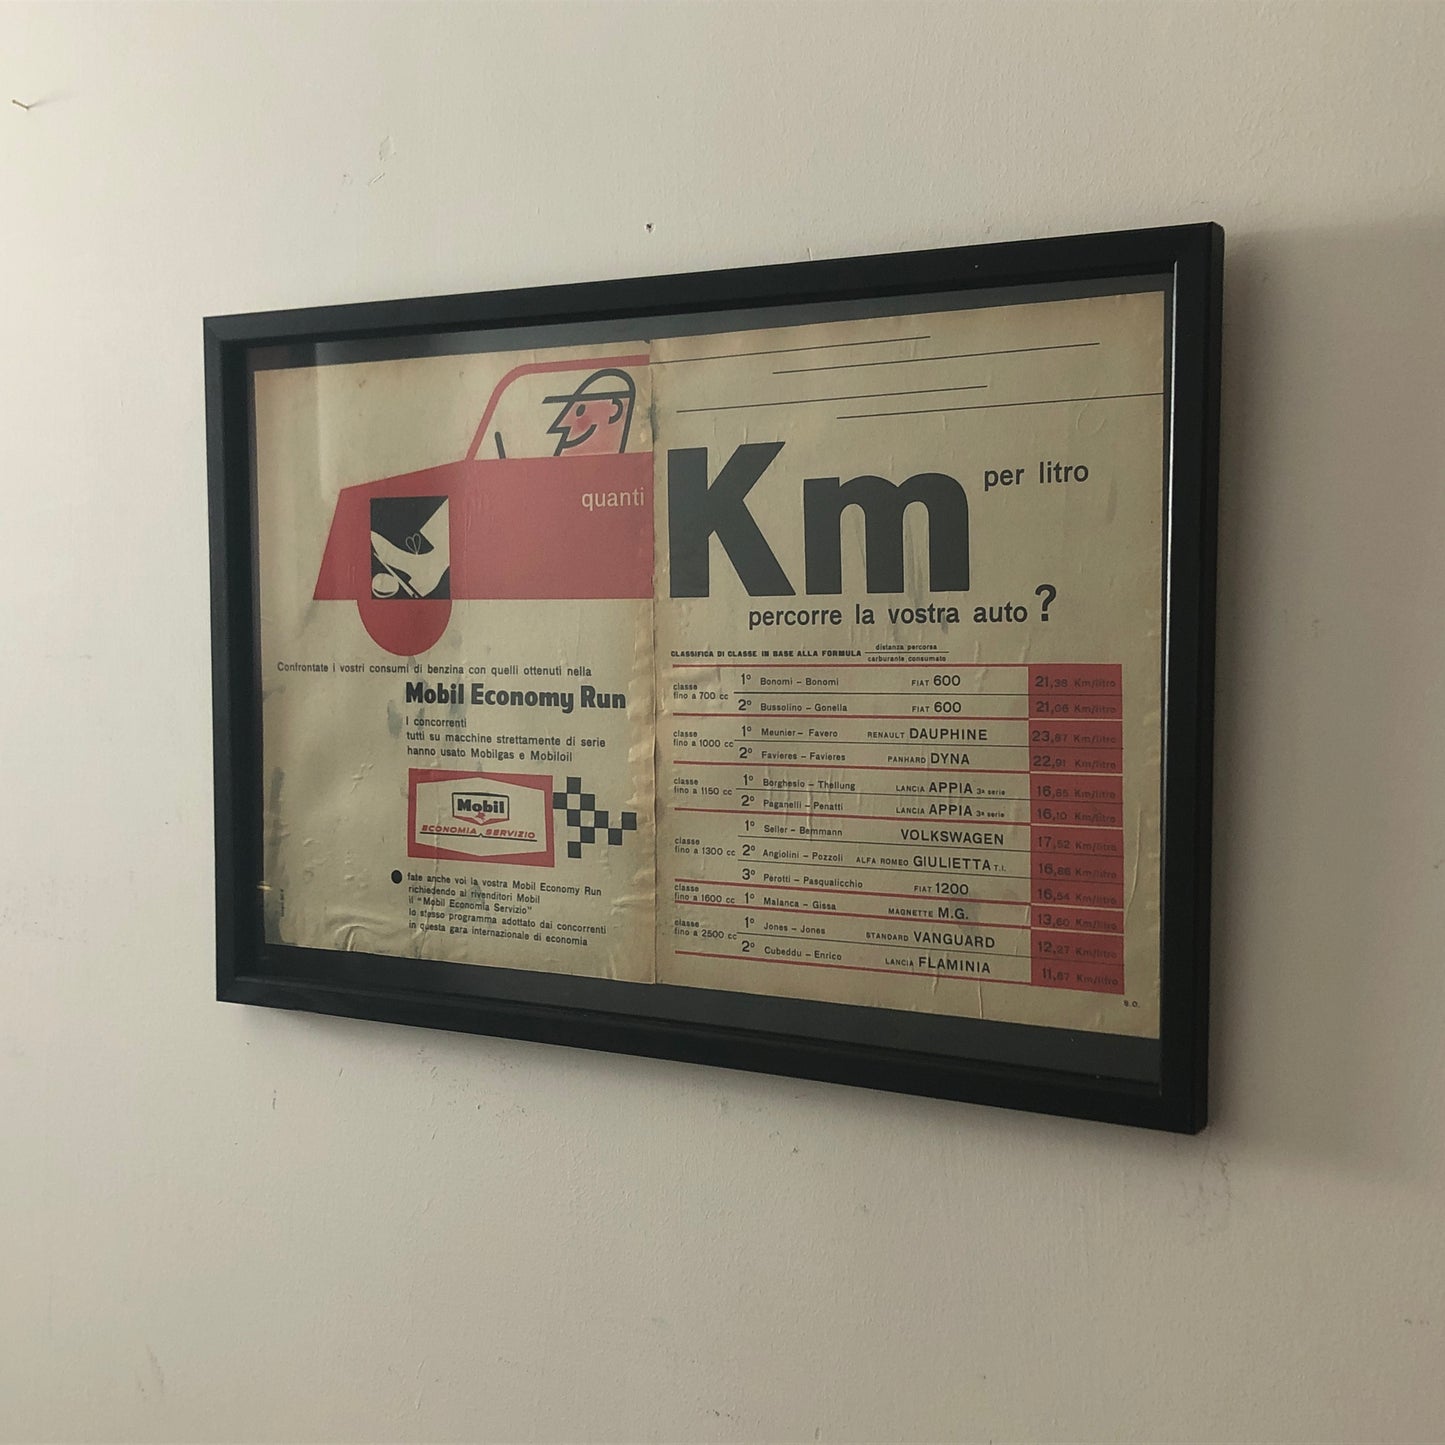 quanti
Km per litro
percorre la vostra auto?
Confrontate i vostri consumi di benzina con quelli ottenuti nella
Mobil Economy Run
I concorrenti
tutti su macchine strettamente di serie
hanno usato Mobilgas e Mobiloil
Mobil
ECONOMIA SERVIZIO
fate anche voi la vostra Mobil Economy Run
richiedendo ai rivenditori Mobil
il "Mobil Economia Servizio"
lo stesso programma adottato dai concorrenti
in questa gara internazionale di economia
CLASSIFICA DI CLASSE IN BASE ALLA FORMULA distanza percorsa
carburante consumato
classe
fino a 700 cc
1° Bonomi – Bonomi FIAT 600 21,36 Km/litro
2° Bussolino – Gonella FIAT 600 21,06 Km/litro
classe
fino a 1000 cc
1° Meunier – Favero RENAULT DAUPHINE 23,87 Km/litro
2° Favieres – Favieres PANHARD DYNA 22,91 Km/litro
classe
fino a 1150 cc
1° Borghesio – Thellung LANCIA APPIA 3ª serie 16,85 Km/litro
2° Paganelli – Penatti LANCIA APPIA 3ª serie 16,10 Km/litro
classe
fino a 1300 cc
1° Seller – Bemmann VOLKSWAGEN 17,52 Km/litro
2° Angiolini – Pozzoli ALFA ROMEO GIULIETTA T.I. 16,86 Km/litro
3° Perotti – Pasqualicchio FIAT 1200 16,54 Km/litro
classe
fino a 1600 cc
1° Malanca – Gissa MAGNETTE M.G. 13,60 Km/litro
classe
fino a 2500 cc
1° Jones – Jones STANDARD VANGUARD 12,27 Km/litro
2° Cubeddu – Enrico LANCIA FLAMINIA 11,67 Km/litro
S.O.